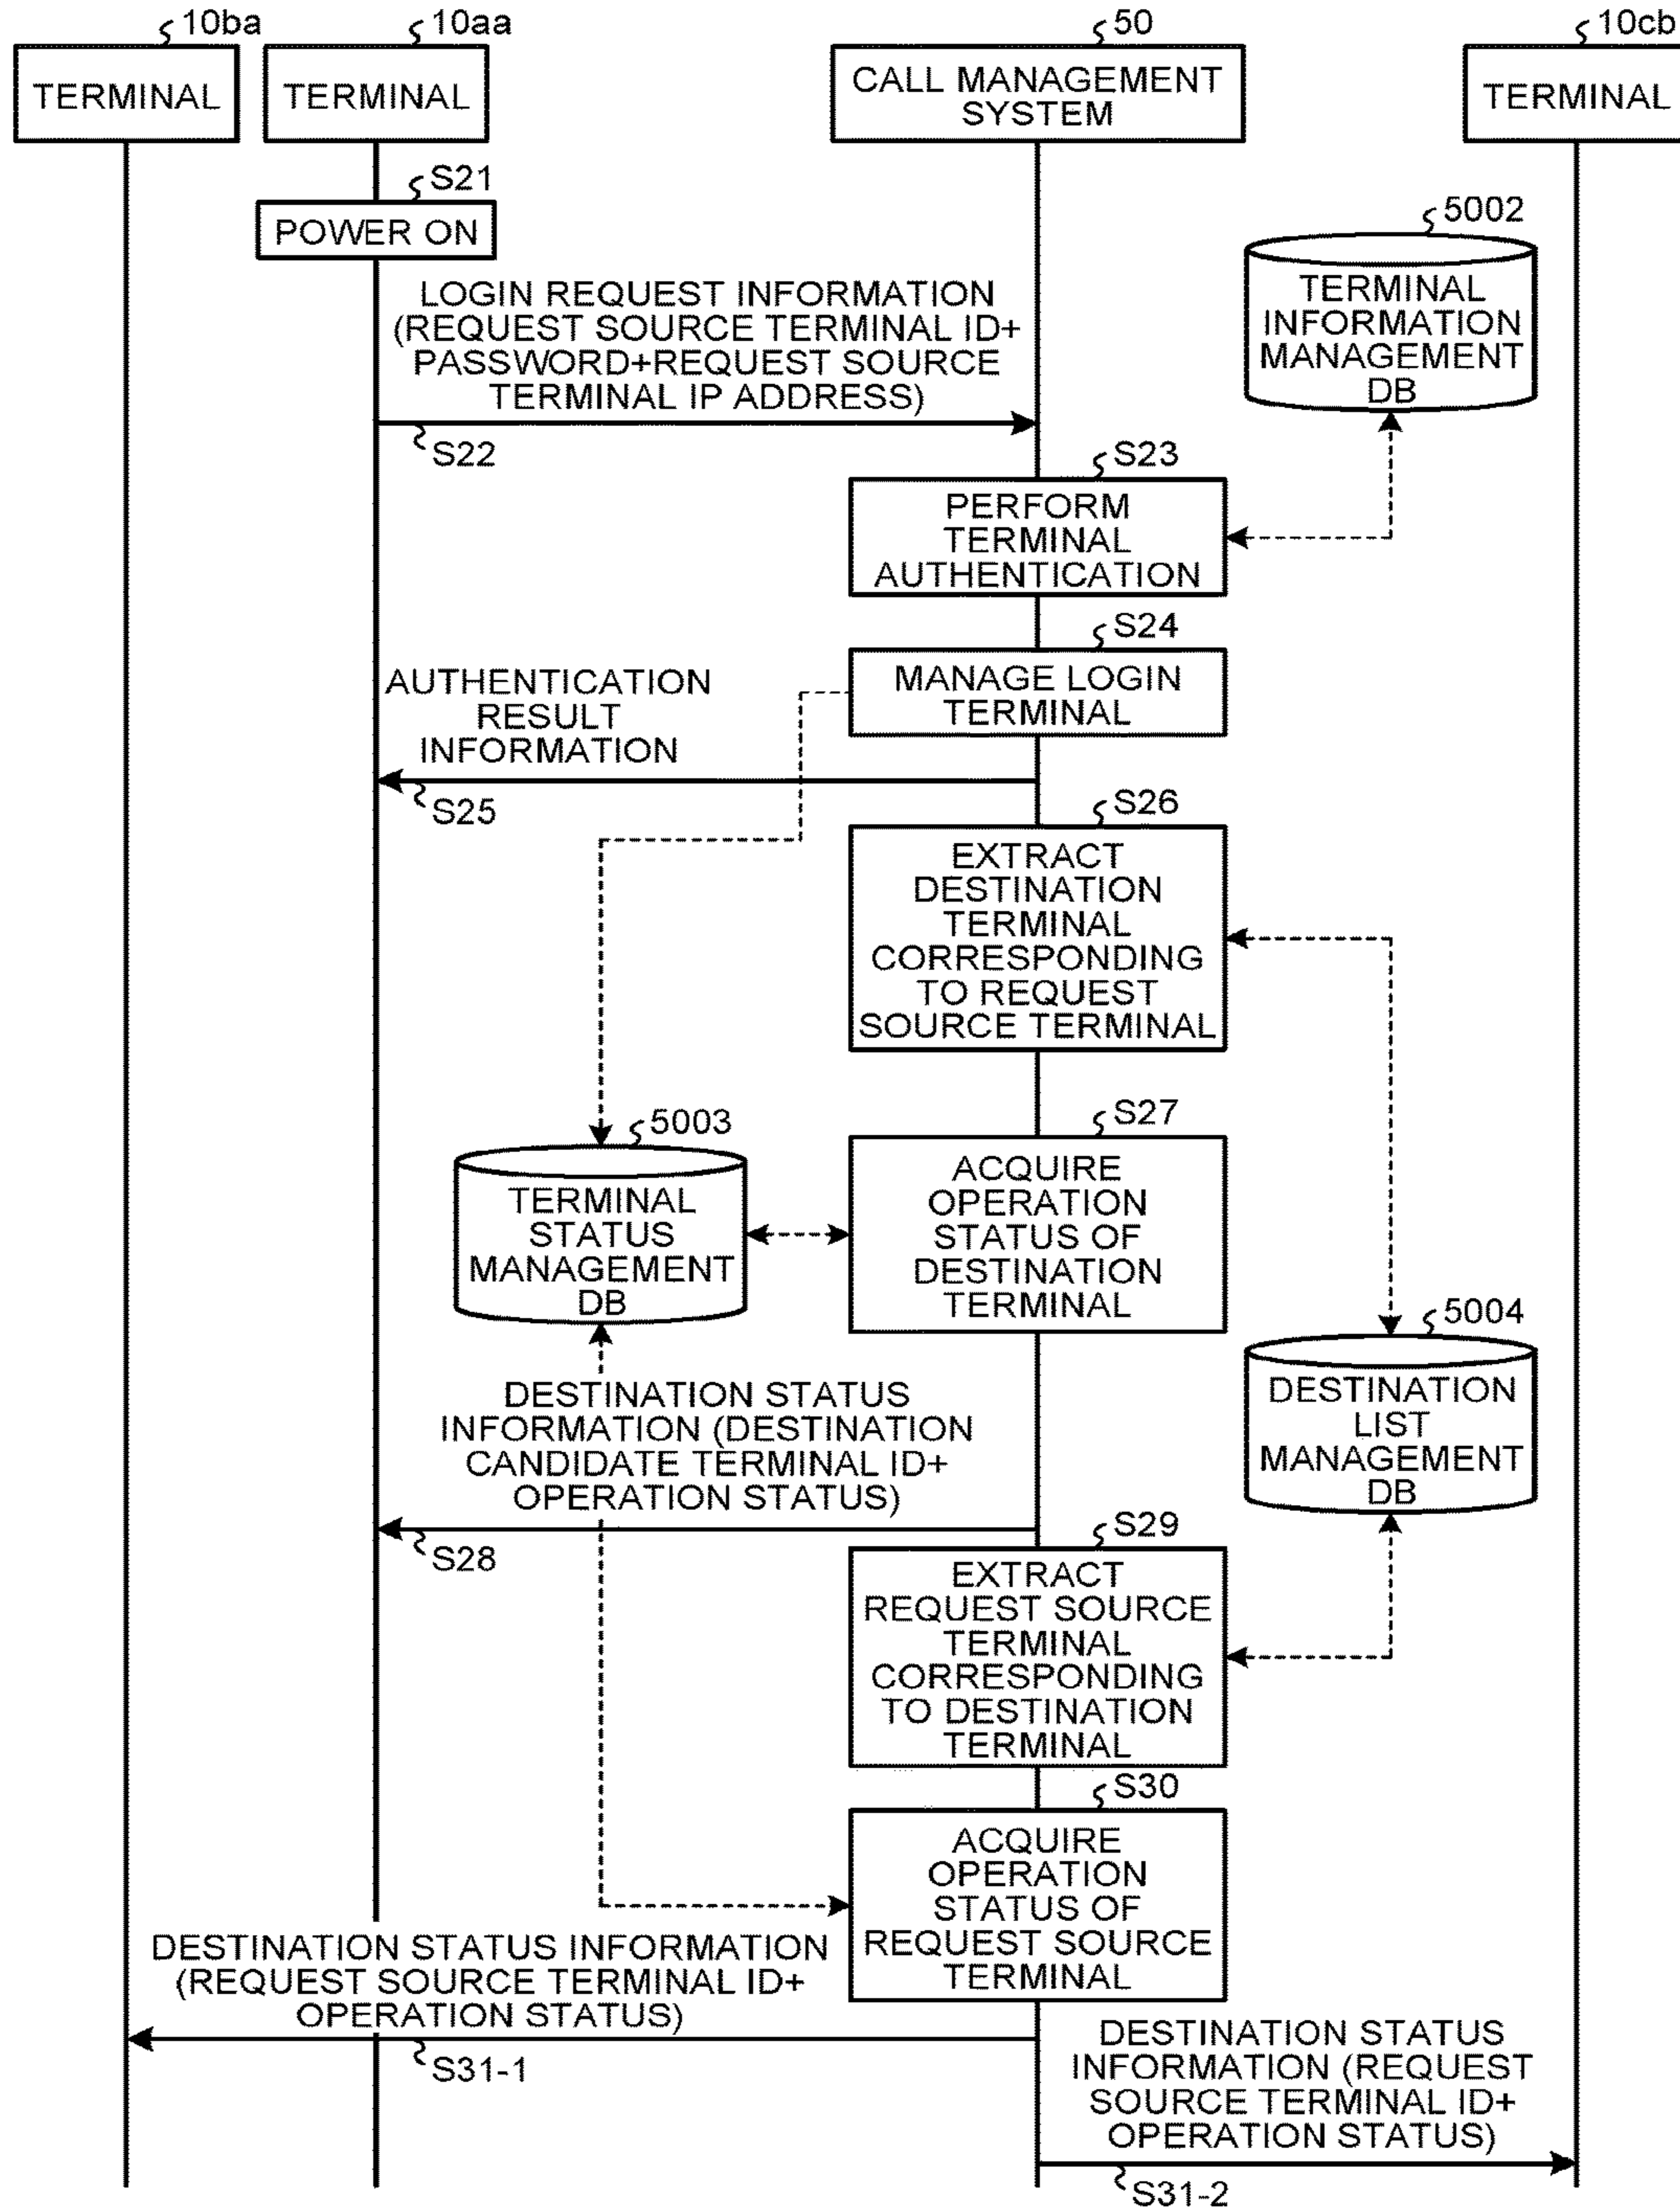 10ba
10aa
50
10cb
TERMINAL
TERMINAL
CALL MANAGEMENT
SYSTEM
TERMINAL
S21
POWER ON
5002
TERMINAL
INFORMATION
MANAGEMENT
DB
LOGIN REQUEST INFORMATION
(REQUEST SOURCE TERMINAL ID+
PASSWORD+REQUEST SOURCE
TERMINAL IP ADDRESS)
S22
S23
PERFORM
TERMINAL
AUTHENTICATION
S24
MANAGE LOGIN
TERMINAL
AUTHENTICATION
RESULT
INFORMATION
S25
S26
EXTRACT
DESTINATION
TERMINAL
CORRESPONDING
TO REQUEST
SOURCE TERMINAL
S27
ACQUIRE
OPERATION
STATUS OF
DESTINATION
TERMINAL
5003
TERMINAL
STATUS
MANAGEMENT
DB
5004
DESTINATION
LIST
MANAGEMENT
DB
DESTINATION STATUS
INFORMATION (DESTINATION
CANDIDATE TERMINAL ID+
OPERATION STATUS)
S28
S29
EXTRACT
REQUEST SOURCE
TERMINAL
CORRESPONDING
TO DESTINATION
TERMINAL
S30
ACQUIRE
OPERATION
STATUS OF
REQUEST SOURCE
TERMINAL
DESTINATION STATUS INFORMATION
(REQUEST SOURCE TERMINAL ID+
OPERATION STATUS)
S31-1
DESTINATION STATUS
INFORMATION (REQUEST
SOURCE TERMINAL ID+
OPERATION STATUS)
S31-2